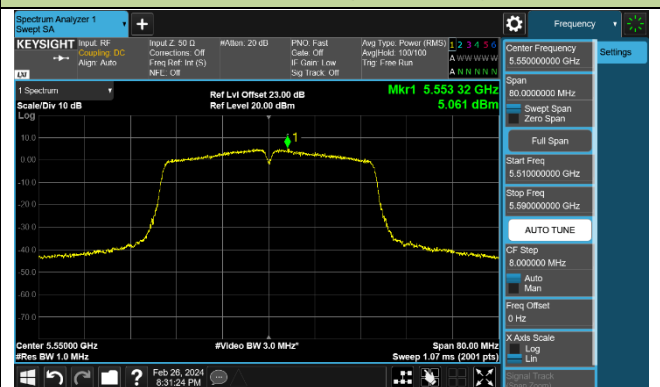 Spectrum Analyzer 1
Swept SA
Frequency
KEYSIGHT
Input: RF
Coupling: DC
Align: Auto
Input Z: 50 Ω
Corrections: Off
Freq Ref: Int (S)
NFE: Off
#Atten: 20 dB
PNO: Fast
Gate: Off
IF Gain: Low
Sig Track: Off
Avg Type: Power (RMS)
Avg|Hold: 100/100
Trig: Free Run
1 2 3 4 5 6
A W W W W W
A N N N N N
LXI
1 Spectrum
Scale/Div 10 dB
Log
Ref Lvl Offset 23.00 dB
Ref Level 20.00 dBm
Mkr1 5.553 32 GHz
5.061 dBm
10.0
0.00
-10.0
-20.0
-30.0
-40.0
-50.0
-60.0
-70.0
1
Center 5.55000 GHz
#Res BW 1.0 MHz
#Video BW 3.0 MHz*
Span 80.00 MHz
Sweep 1.07 ms (2001 pts)
Center Frequency
5.550000000 GHz
Settings
Span
80.0000000 MHz
Swept Span
Zero Span
Full Span
Start Freq
5.510000000 GHz
Stop Freq
5.590000000 GHz
AUTO TUNE
CF Step
8.000000 MHz
Auto
Man
Freq Offset
0 Hz
X Axis Scale
Log
Lin
Signal Track
(Span Zoom)
Feb 26, 2024
8:31:24 PM